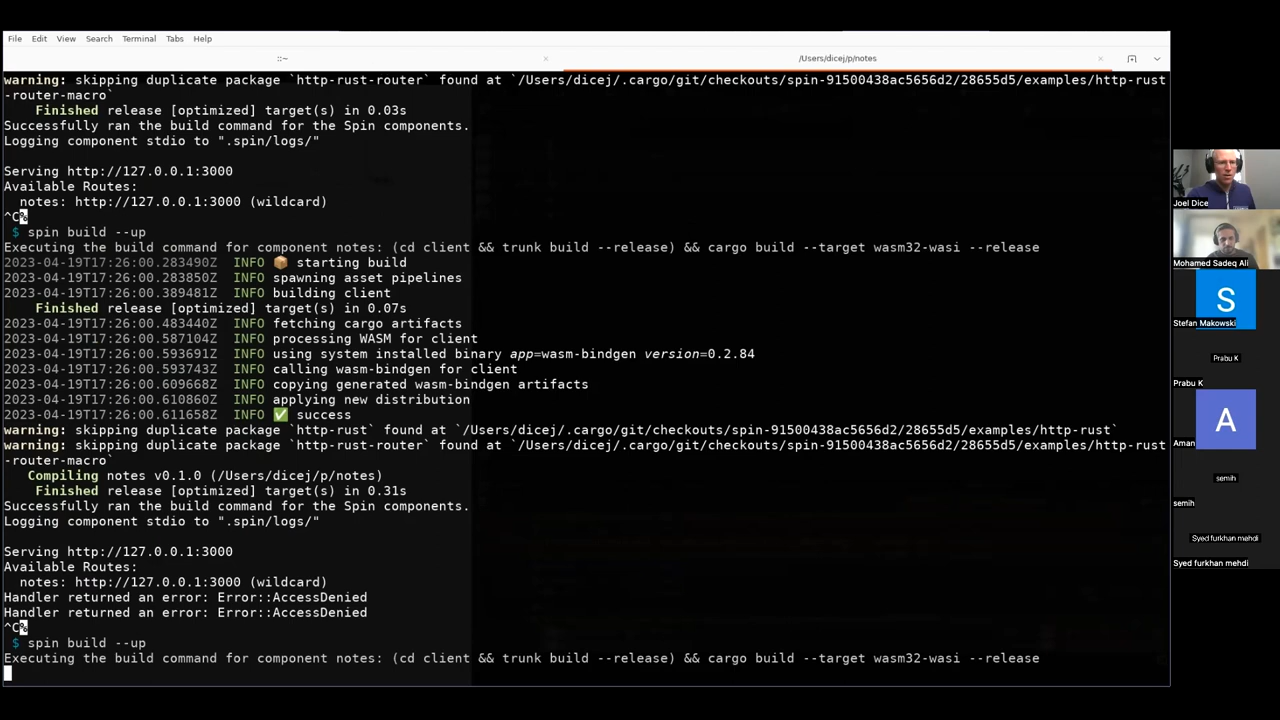 File Edit View Search Terminal Tabs Help
::~
/Users/dicej/p/notes
warning: skipping duplicate package `http-rust-router` found at `/Users/dicej/.cargo/git/checkouts/spin-91500438ac5656d2/28655d5/examples/http-rust
-router-macro`
Finished release [optimized] target(s) in 0.03s
Successfully ran the build command for the Spin components.
Logging component stdio to ".spin/logs/"
Serving http://127.0.0.1:3000
Available Routes:
notes: http://127.0.0.1:3000 (wildcard)
^C%
$ spin build --up
Executing the build command for component notes: (cd client && trunk build --release) && cargo build --target wasm32-wasi --release
2023-04-19T17:26:00.283490Z INFO 📦 starting build
2023-04-19T17:26:00.283850Z INFO spawning asset pipelines
2023-04-19T17:26:00.389481Z INFO building client
Finished release [optimized] target(s) in 0.07s
2023-04-19T17:26:00.483440Z INFO fetching cargo artifacts
2023-04-19T17:26:00.587104Z INFO processing WASM for client
2023-04-19T17:26:00.593691Z INFO using system installed binary app=wasm-bindgen version=0.2.84
2023-04-19T17:26:00.593743Z INFO calling wasm-bindgen for client
2023-04-19T17:26:00.609668Z INFO copying generated wasm-bindgen artifacts
2023-04-19T17:26:00.610860Z INFO applying new distribution
2023-04-19T17:26:00.611658Z INFO ✅ success
warning: skipping duplicate package `http-rust` found at `/Users/dicej/.cargo/git/checkouts/spin-91500438ac5656d2/28655d5/examples/http-rust`
warning: skipping duplicate package `http-rust-router` found at `/Users/dicej/.cargo/git/checkouts/spin-91500438ac5656d2/28655d5/examples/http-rust
-router-macro`
Compiling notes v0.1.0 (/Users/dicej/p/notes)
Finished release [optimized] target(s) in 0.31s
Successfully ran the build command for the Spin components.
Logging component stdio to ".spin/logs/"
Serving http://127.0.0.1:3000
Available Routes:
notes: http://127.0.0.1:3000 (wildcard)
Handler returned an error: Error::AccessDenied
Handler returned an error: Error::AccessDenied
^C%
$ spin build --up
Executing the build command for component notes: (cd client && trunk build --release) && cargo build --target wasm32-wasi --release
Joel Dice
Mohamed Sadeq Ali
S
Stefan Makowski
Prabu K
Prabu K
A
Aman
semih
semih
Syed furkhan mehdi
Syed furkhan mehdi